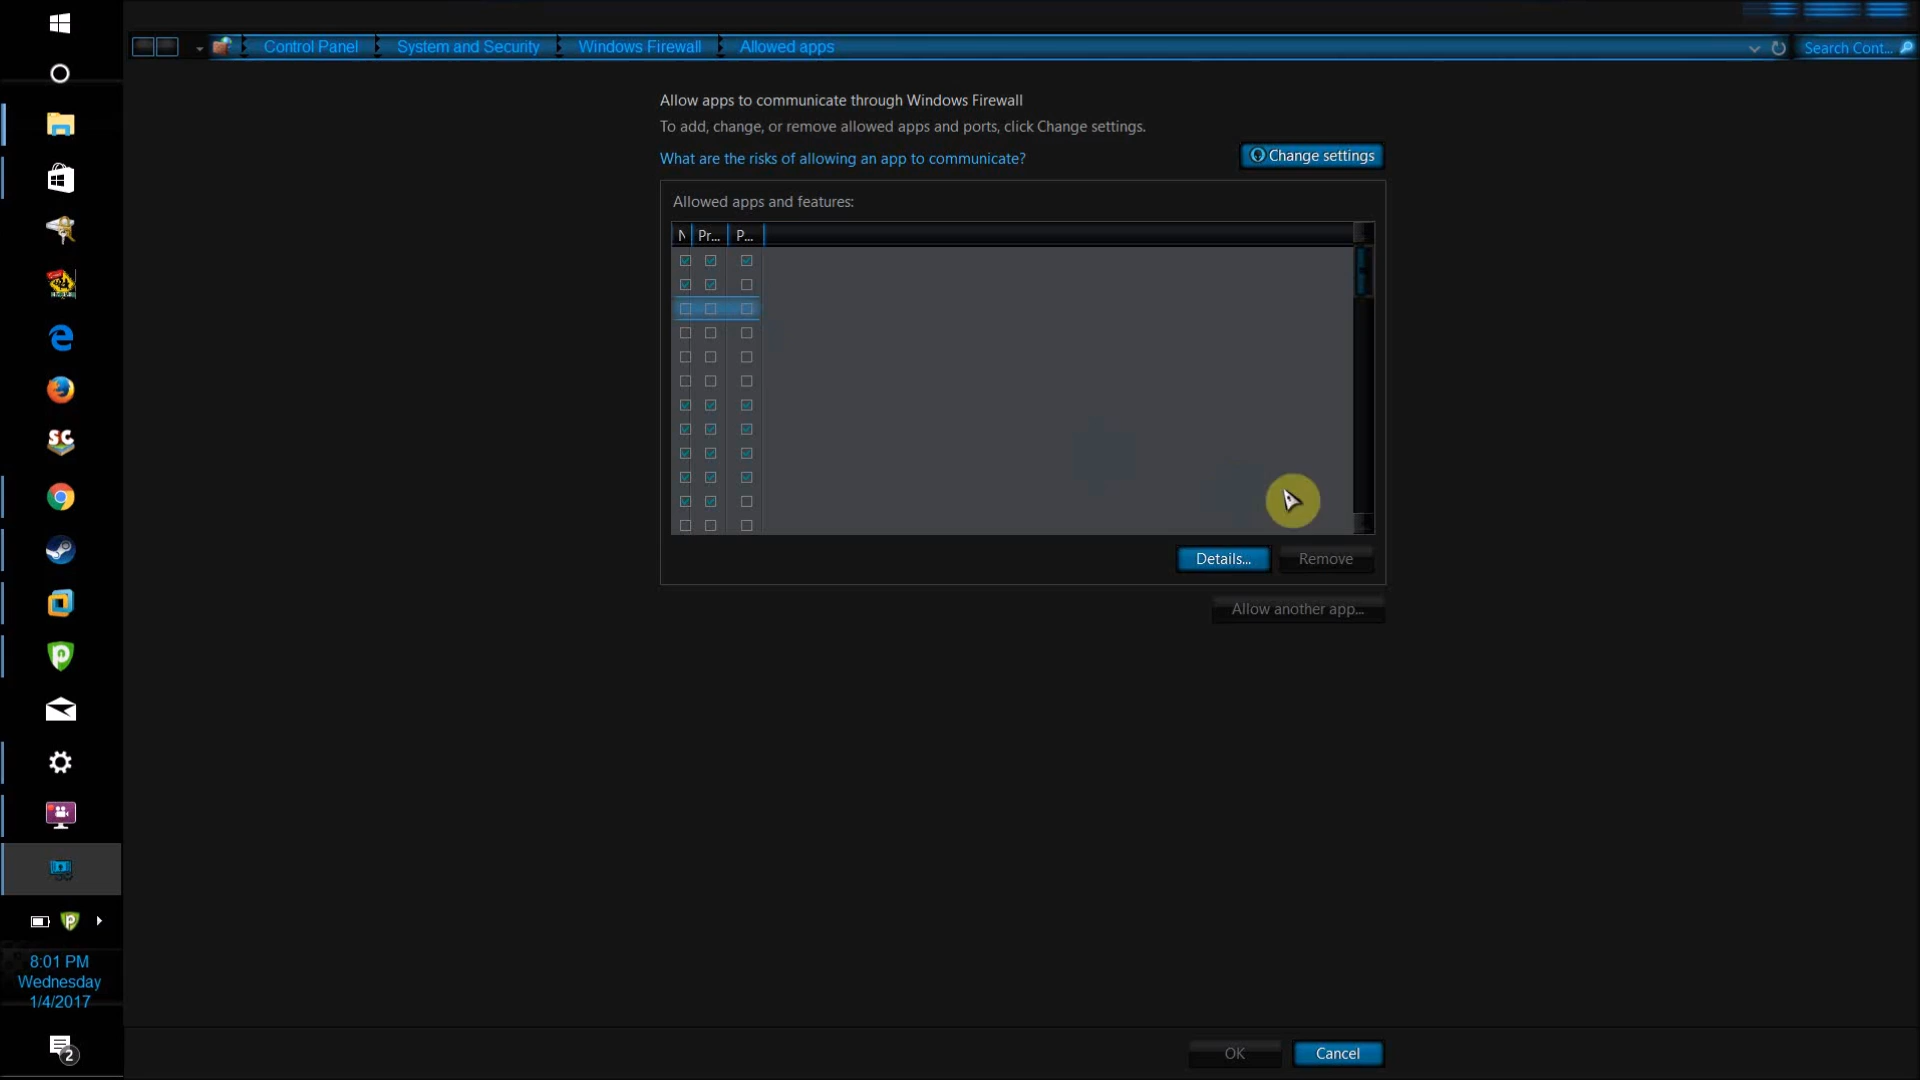 Control Panel
System and Security
Windows Firewall
Allowed apps
Search Cont...
Allow apps to communicate through Windows Firewall
To add, change, or remove allowed apps and ports, click Change settings.
What are the risks of allowing an app to communicate?
Change settings
Allowed apps and features:
N Pr... P...
Details...
Remove
Allow another app...
SC
8:01 PM
Wednesday
1/4/2017
2
OK
Cancel